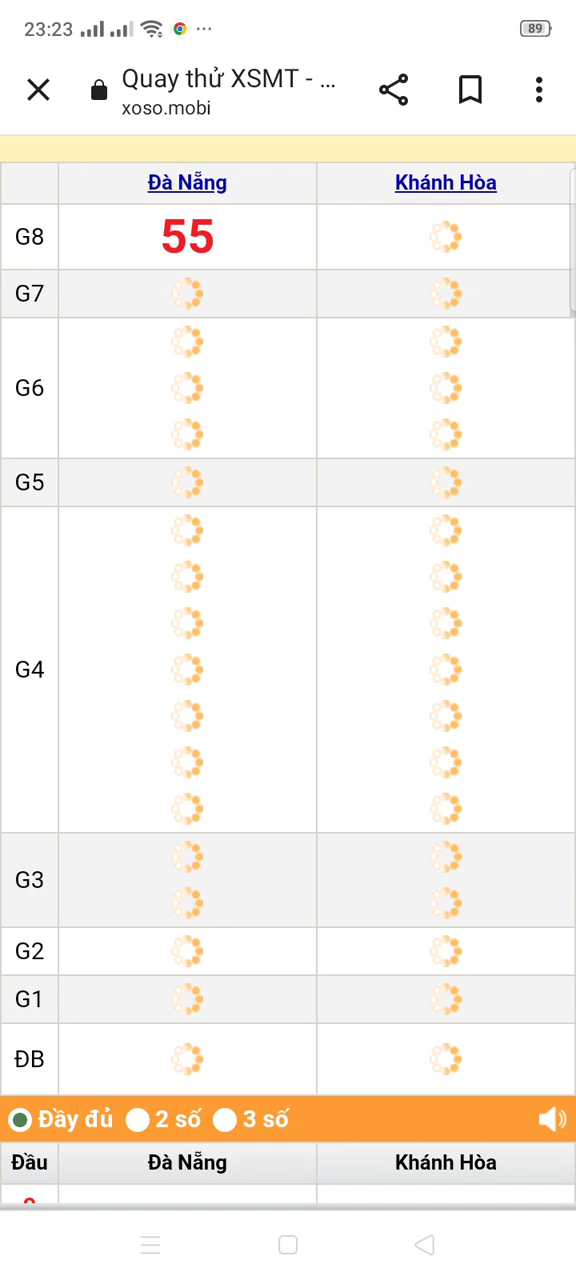 23:23
89
Quay thử XSMT - ...
xoso.mobi
Đà Nẵng Khánh Hòa
G8 55
G7
G6
G5
G4
G3
G2
G1
ĐB
Đầy đủ 2 số 3 số
Đầu Đà Nẵng Khánh Hòa